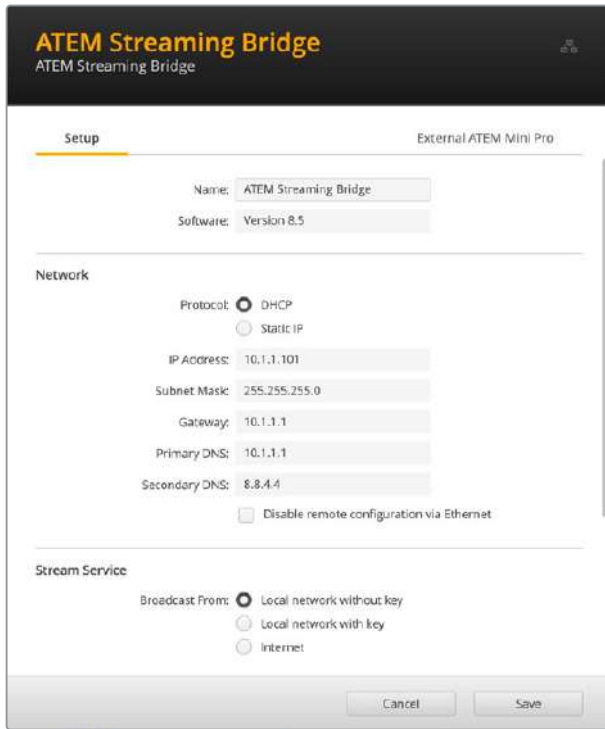 ATEM Streaming Bridge
ATEM Streaming Bridge
Setup
External ATEM Mini Pro
Name: ATEM Streaming Bridge
Software: Version 8.5
Network
Protocol: DHCP
Static IP
IP Address: 10.1.1.101
Subnet Mask: 255.255.255.0
Gateway: 10.1.1.1
Primary DNS: 10.1.1.1
Secondary DNS: 8.8.4.4
Disable remote configuration via Ethernet
Stream Service
Broadcast From: Local network without key
Local network with key
Internet
Cancel
Save